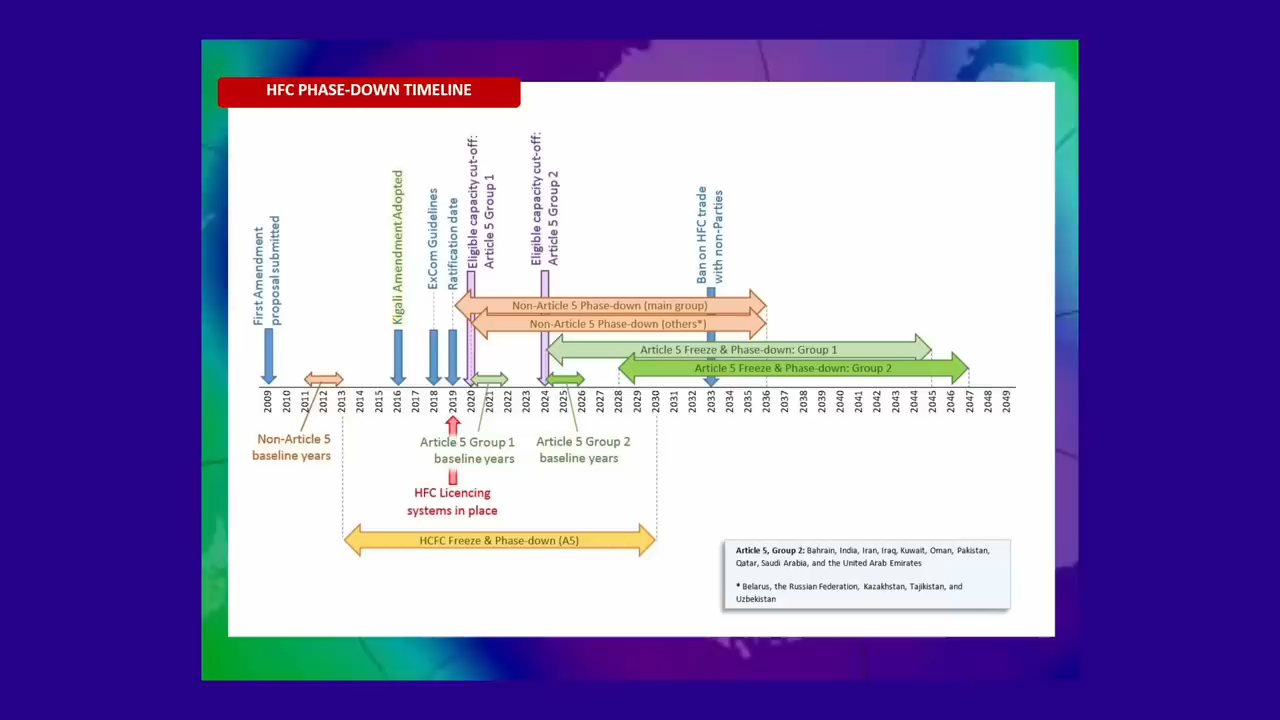 HFC PHASE-DOWN TIMELINE
First Amendment
proposal submitted
Kigali Amendment Adopted
ExCom Guidelines
Ratification date
Eligible capacity cut-off:
Article 5 Group 1
Eligible capacity cut-off:
Article 5 Group 2
Ban on HFC trade
with non-Parties
Non-Article 5 Phase-down (main group)
Non-Article 5 Phase-down (others*)
Article 5 Freeze & Phase-down: Group 1
Article 5 Freeze & Phase-down: Group 2
2009 2010 2011 2012 2013 2014 2015 2016 2017 2018 2019 2020 2021 2022 2023 2024 2025 2026 2027 2028 2029 2030 2031 2032 2033 2034 2035 2036 2037 2038 2039 2040 2041 2042 2043 2044 2045 2046 2047 2048 2049
Non-Article 5
baseline years
Article 5 Group 1
baseline years
Article 5 Group 2
baseline years
HFC Licencing
systems in place
HCFC Freeze & Phase-down (A5)
Article 5, Group 2: Bahrain, India, Iran, Iraq, Kuwait, Oman, Pakistan,
Qatar, Saudi Arabia, and the United Arab Emirates
* Belarus, the Russian Federation, Kazakhstan, Tajikistan, and
Uzbekistan